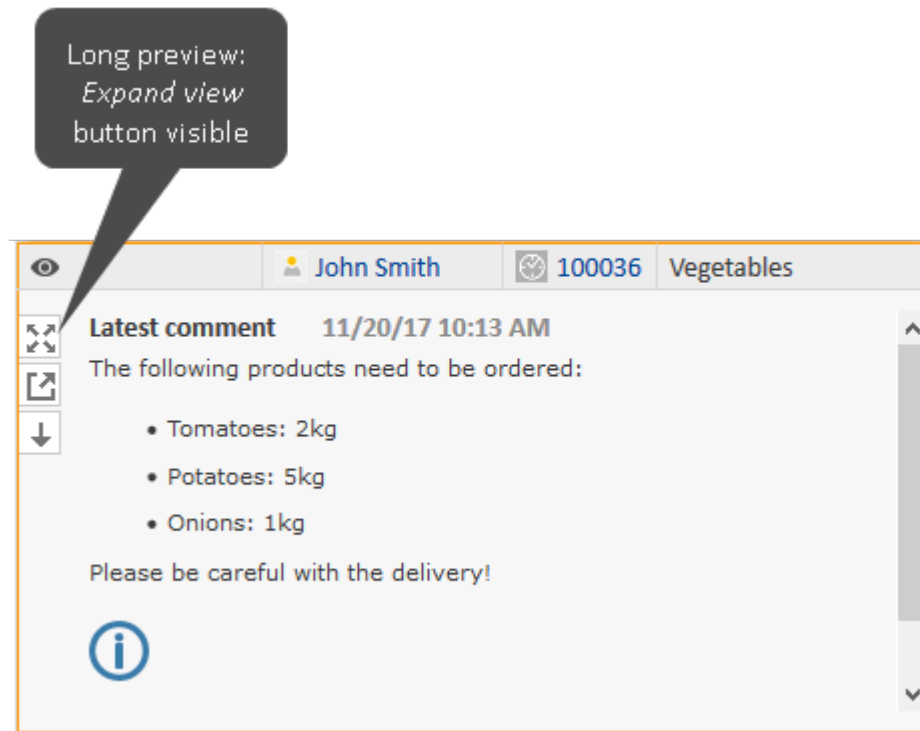 Long preview:
Expand view
button visible
John Smith 100036 Vegetables
Latest comment 11/20/17 10:13 AM
The following products need to be ordered:
• Tomatoes: 2kg
• Potatoes: 5kg
• Onions: 1kg
Please be careful with the delivery!